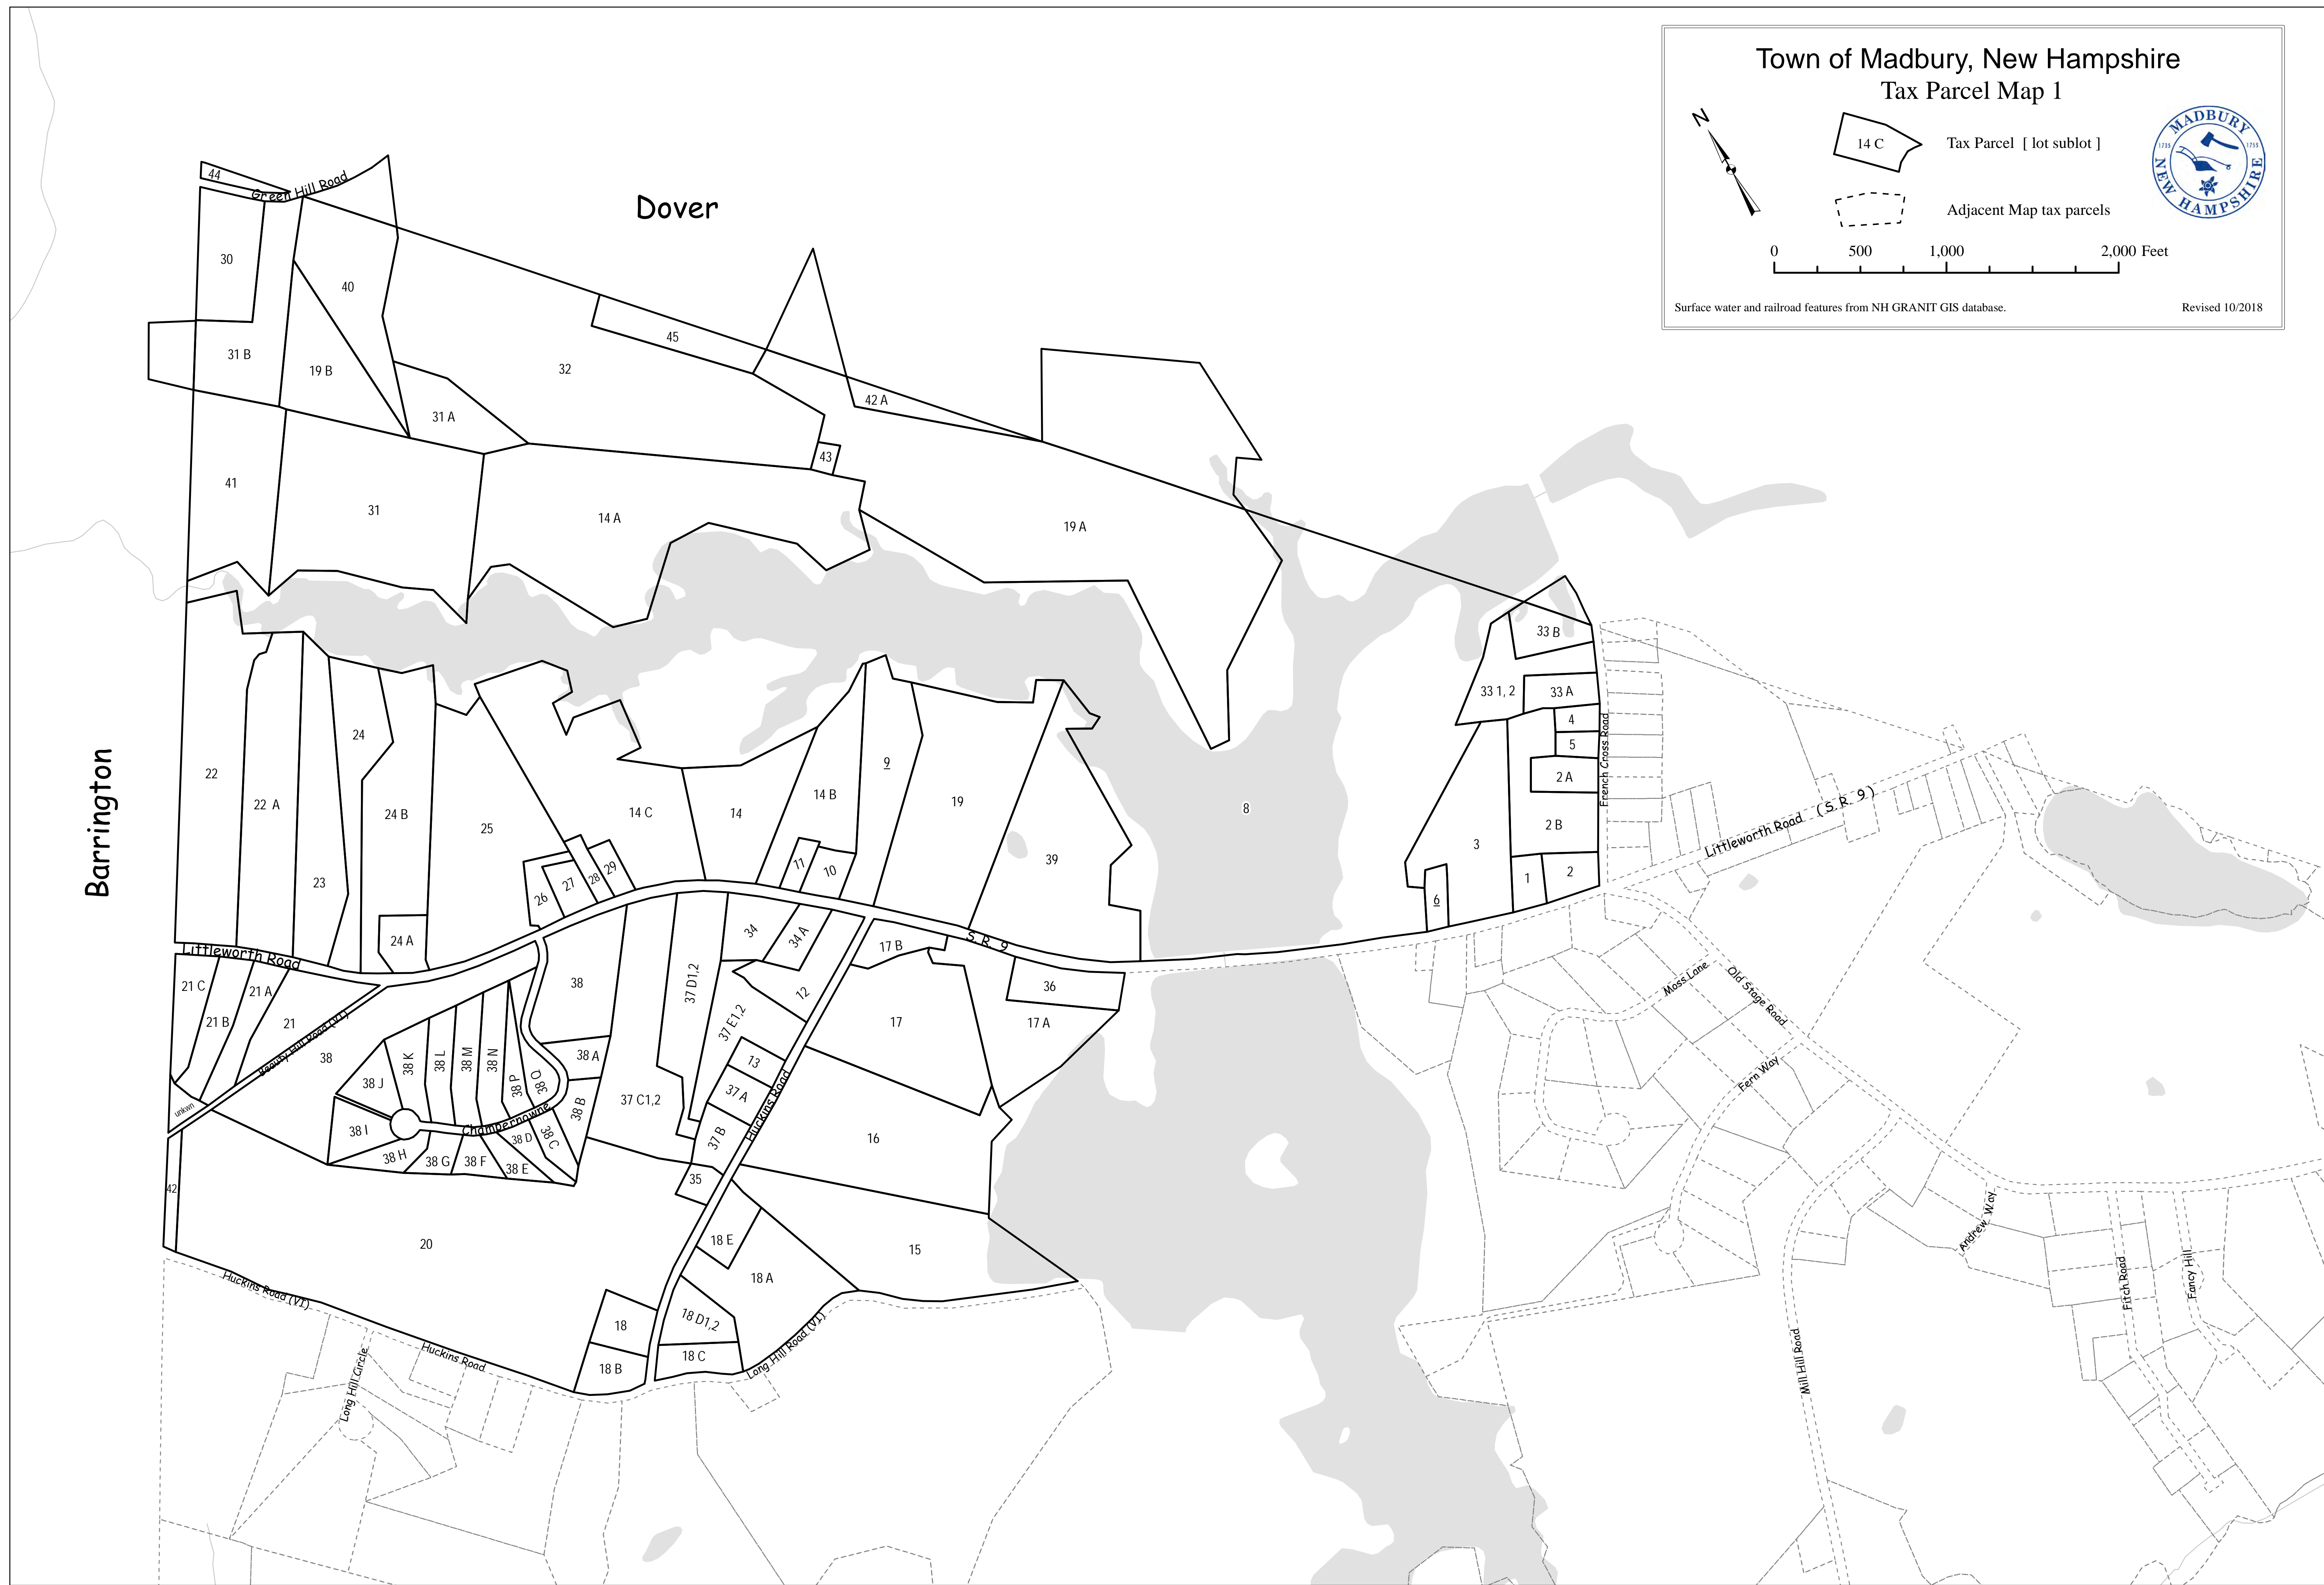 Town of Madbury, New Hampshire
Tax Parcel Map 1
N
14 C
Tax Parcel [ lot sublot ]
Adjacent Map tax parcels
MADBURY
1755
1755
NEW HAMPSHIRE
0 500 1,000 2,000 Feet
Surface water and railroad features from NH GRANIT GIS database.
Revised 10/2018
Dover
Barrington
44
Green Hill Road
30
40
31 B
19 B
32
45
31 A
42 A
43
41
31
14 A
19 A
33 B
33 1, 2
33 A
4
5
2 A
2 B
French Cross Road
3
1
2
6
8
22
22 A
23
24
24 B
24 A
25
26
27
28
29
14 C
14
14 B
9
11
10
19
39
Littleworth Road
Littleworth Road (S.R. 9)
S.R. 9
21 C
21 B
21 A
21
Beauty Hill Road (VI)
unkwn
38
38 J
38 K
38 L
38 M
38 N
38 P
38 Q
38
38 A
38 B
38 I
38 H
38 G
38 F
38 E
38 D
38 C
Champernowne
37 C1,2
37 D1,2
37 E1,2
34
34 A
12
13
37 A
37 B
35
Huckins Road
17 B
17
36
17 A
16
15
42
20
18 E
18 A
18
18 B
18 D1,2
18 C
Huckins Road (VI)
Huckins Road
Long Hill Circle
Long Hill Road (VI)
Moss Lane
Old Stage Road
Fern Way
Mill Hill Road
Andrew Way
Fitch Road
Fancy Hill